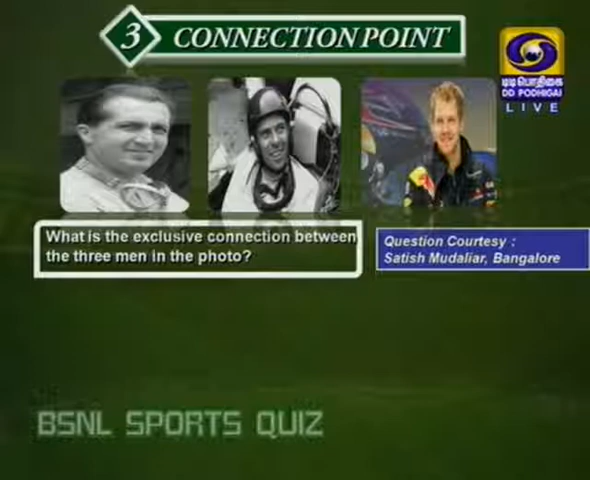 3 CONNECTION POINT
டிடி பொதிகை
DD PODHIGAI
LIVE
What is the exclusive connection between
the three men in the photo?
Question Courtesy :
Satish Mudaliar, Bangalore
BSNL SPORTS QUIZ